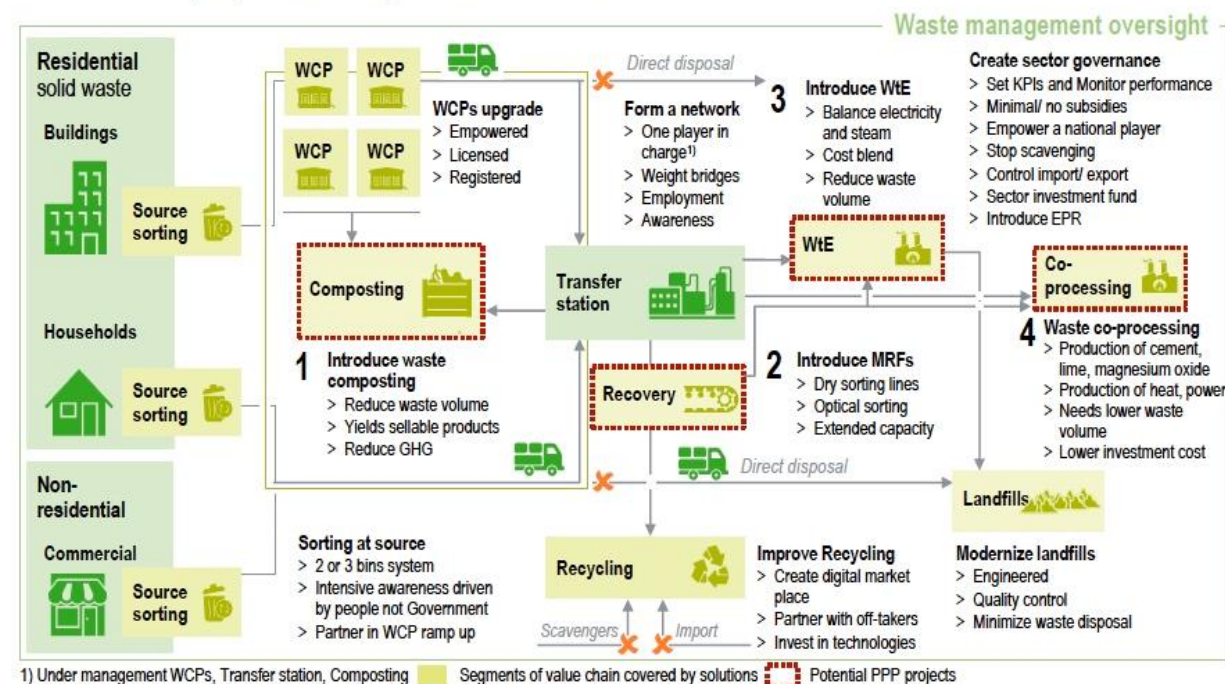 Waste management oversight
Residential
solid waste
Buildings
Source
sorting
Households
Source
sorting
Non-
residential
Commercial
Source
sorting
WCP
WCP
WCP
WCP
WCPs upgrade
> Empowered
> Licensed
> Registered
Direct disposal
Form a network
> One player in
charge1)
> Weight bridges
> Employment
> Awareness
3
Introduce WtE
> Balance electricity
and steam
> Cost blend
> Reduce waste
volume
Create sector governance
> Set KPIs and Monitor performance
> Minimal/ no subsidies
> Empower a national player
> Stop scavenging
> Control import/ export
> Sector investment fund
> Introduce EPR
Composting
Transfer
station
WtE
Co-
processing
1
Introduce waste
composting
> Reduce waste volume
> Yields sellable products
> Reduce GHG
Recovery
2
Introduce MRFs
> Dry sorting lines
> Optical sorting
> Extended capacity
4
Waste co-processing
> Production of cement,
lime, magnesium oxide
> Production of heat, power
> Needs lower waste
volume
> Lower investment cost
Direct disposal
Landfills
Sorting at source
> 2 or 3 bins system
> Intensive awareness driven
by people not Government
> Partner in WCP ramp up
Recycling
Scavengers
Import
Improve Recycling
> Create digital market
place
> Partner with off-takers
> Invest in technologies
Modernize landfills
> Engineered
> Quality control
> Minimize waste disposal
1) Under management WCPs, Transfer station, Composting
Segments of value chain covered by solutions
Potential PPP projects